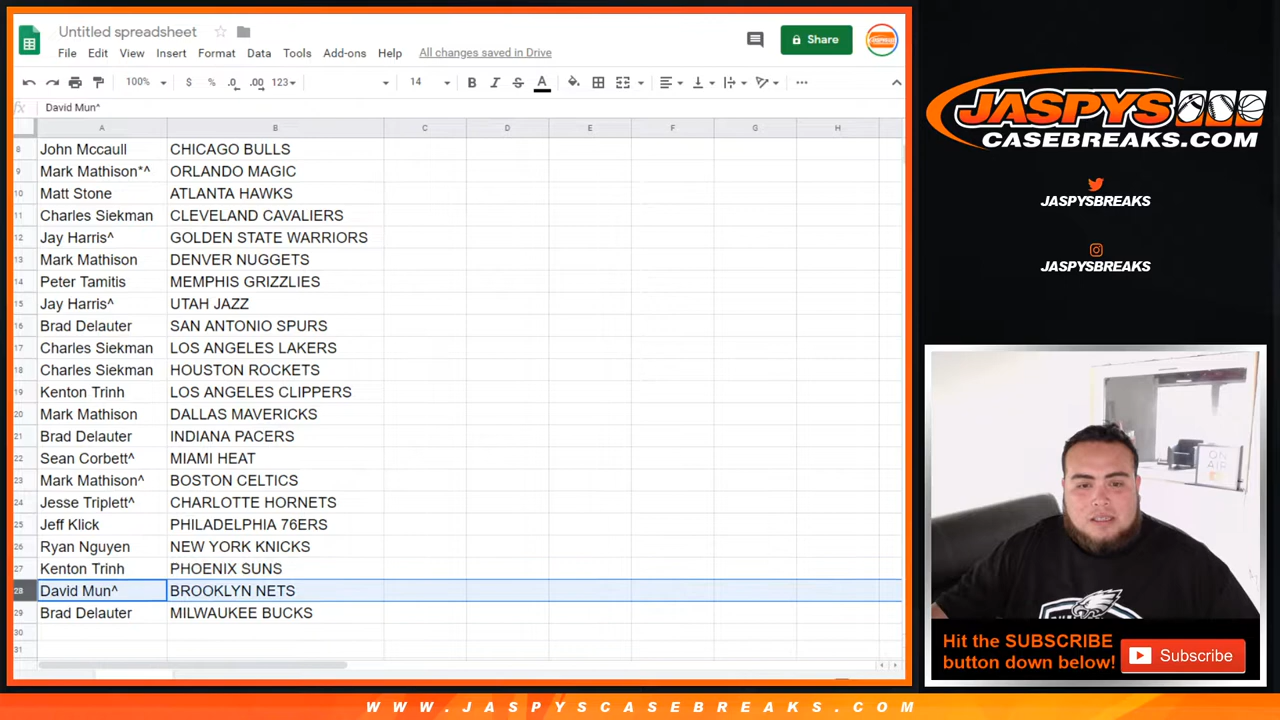 Untitled spreadsheet
File Edit View Insert Format Data Tools Add-ons Help All changes saved in Drive
Share
100% $ % .0 .00 123 14 B I S A
fx David Mun^
A B C D E F G H
8 John Mccaull CHICAGO BULLS
9 Mark Mathison*^ ORLANDO MAGIC
10 Matt Stone ATLANTA HAWKS
11 Charles Siekman CLEVELAND CAVALIERS
12 Jay Harris^ GOLDEN STATE WARRIORS
13 Mark Mathison DENVER NUGGETS
14 Peter Tamitis MEMPHIS GRIZZLIES
15 Jay Harris^ UTAH JAZZ
16 Brad Delauter SAN ANTONIO SPURS
17 Charles Siekman LOS ANGELES LAKERS
18 Charles Siekman HOUSTON ROCKETS
19 Kenton Trinh LOS ANGELES CLIPPERS
20 Mark Mathison DALLAS MAVERICKS
21 Brad Delauter INDIANA PACERS
22 Sean Corbett^ MIAMI HEAT
23 Mark Mathison^ BOSTON CELTICS
24 Jesse Triplett^ CHARLOTTE HORNETS
25 Jeff Klick PHILADELPHIA 76ERS
26 Ryan Nguyen NEW YORK KNICKS
27 Kenton Trinh PHOENIX SUNS
28 David Mun^ BROOKLYN NETS
29 Brad Delauter MILWAUKEE BUCKS
30
31
JASPYS
CASEBREAKS.COM
JASPYSBREAKS
JASPYSBREAKS
ON AIR
Hit the SUBSCRIBE
button down below!
Subscribe
WWW.JASPYSCASEBREAKS.COM